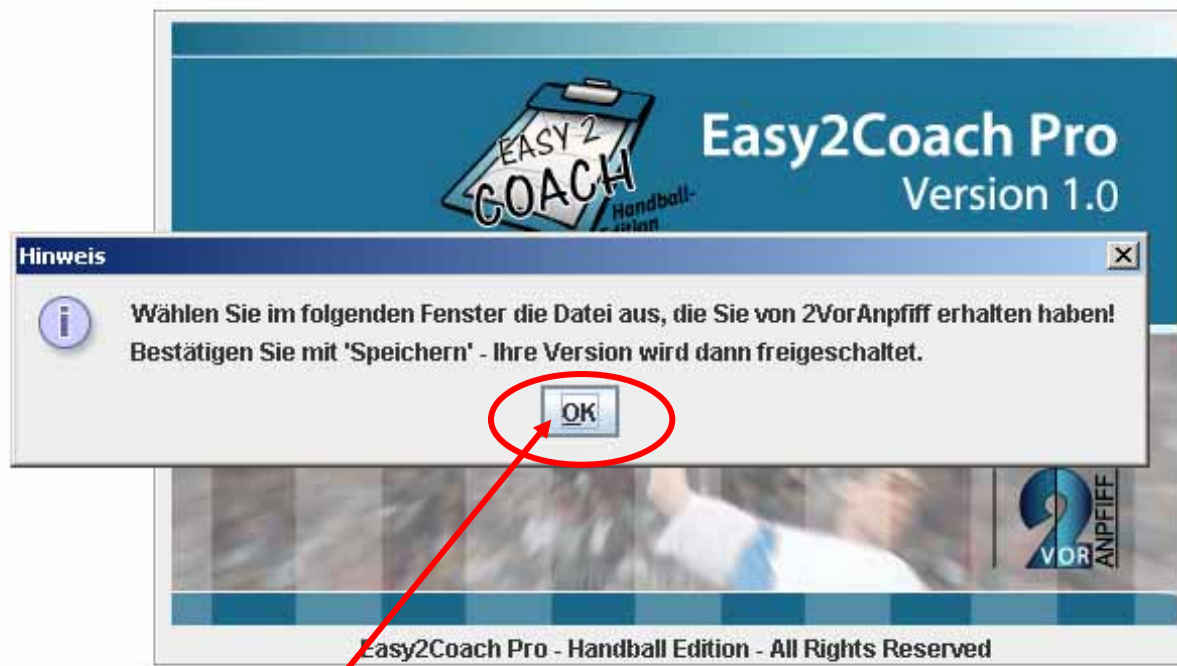 EASY 2
COACH
Handball-
Edition
Easy2Coach Pro
Version 1.0
Hinweis
Wählen Sie im folgenden Fenster die Datei aus, die Sie von 2VorAnpfiff erhalten haben!
Bestätigen Sie mit 'Speichern' - Ihre Version wird dann freigeschaltet.
OK
2
VOR
ANPFIFF
Easy2Coach Pro - Handball Edition - All Rights Reserved